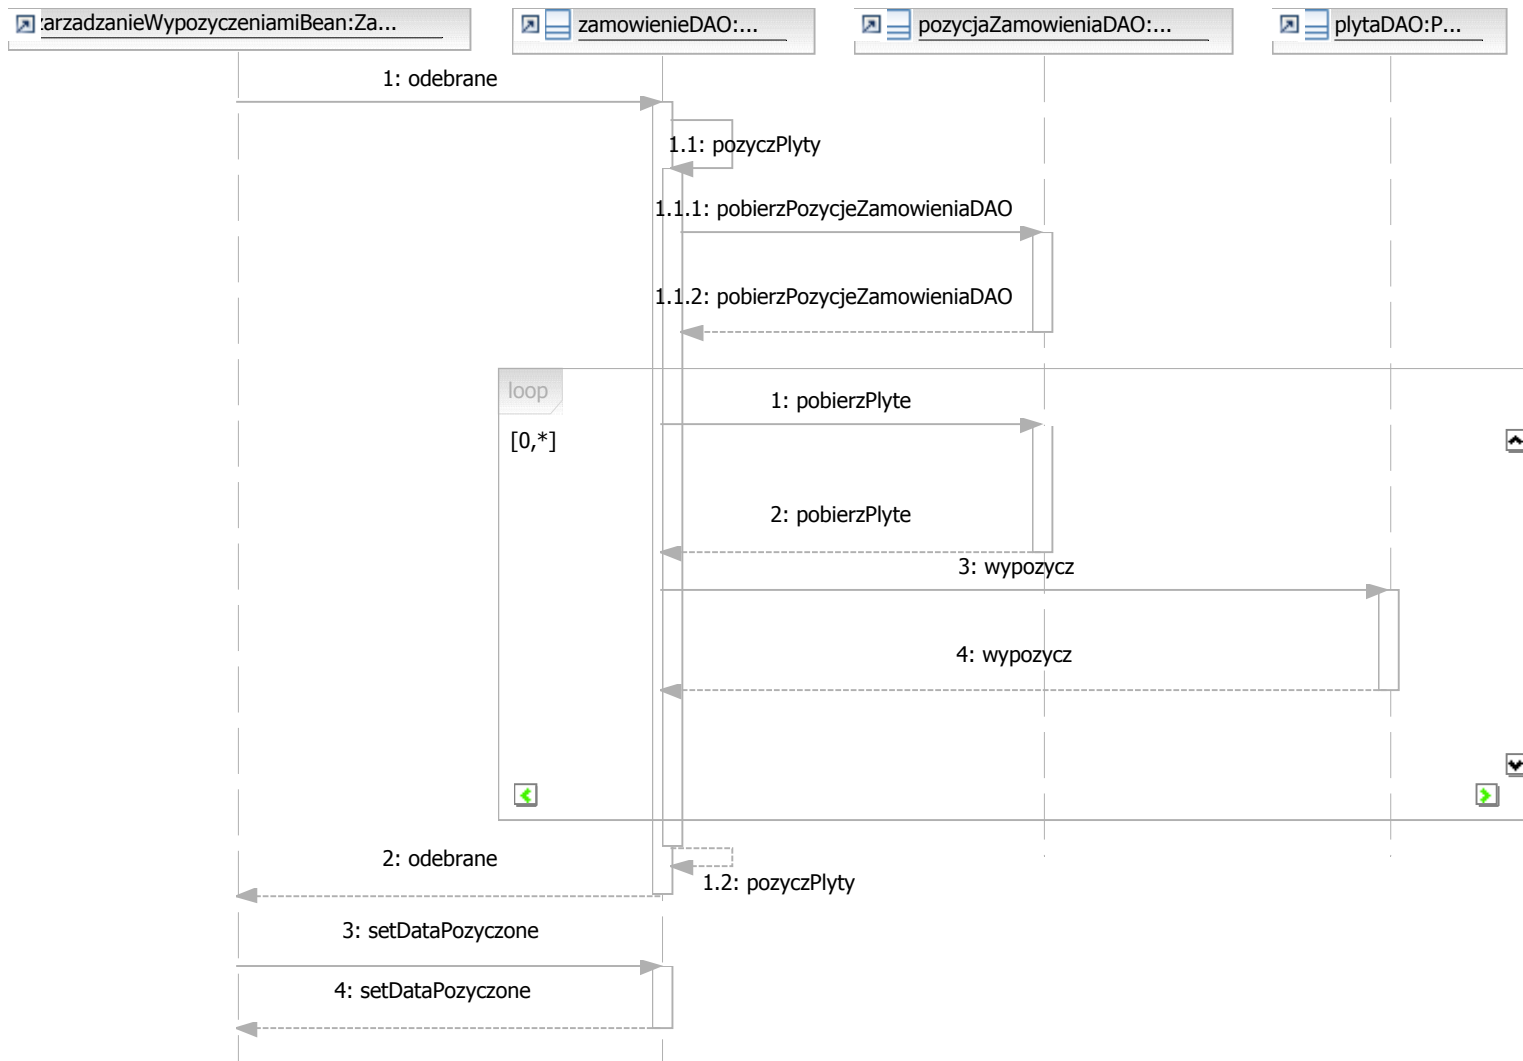 :arzadzanieWypozyczeniamiBean:Za...
zamowienieDAO:...
pozycjaZamowieniaDAO:...
plytaDAO:P...
1: odebrane
1.1: pozyczPlyty
1.1.1: pobierzPozycjeZamowieniaDAO
1.1.2: pobierzPozycjeZamowieniaDAO
loop
1: pobierzPlyte
[0,*]
2: pobierzPlyte
3: wypozycz
4: wypozycz
2: odebrane
1.2: pozyczPlyty
3: setDataPozyczone
4: setDataPozyczone